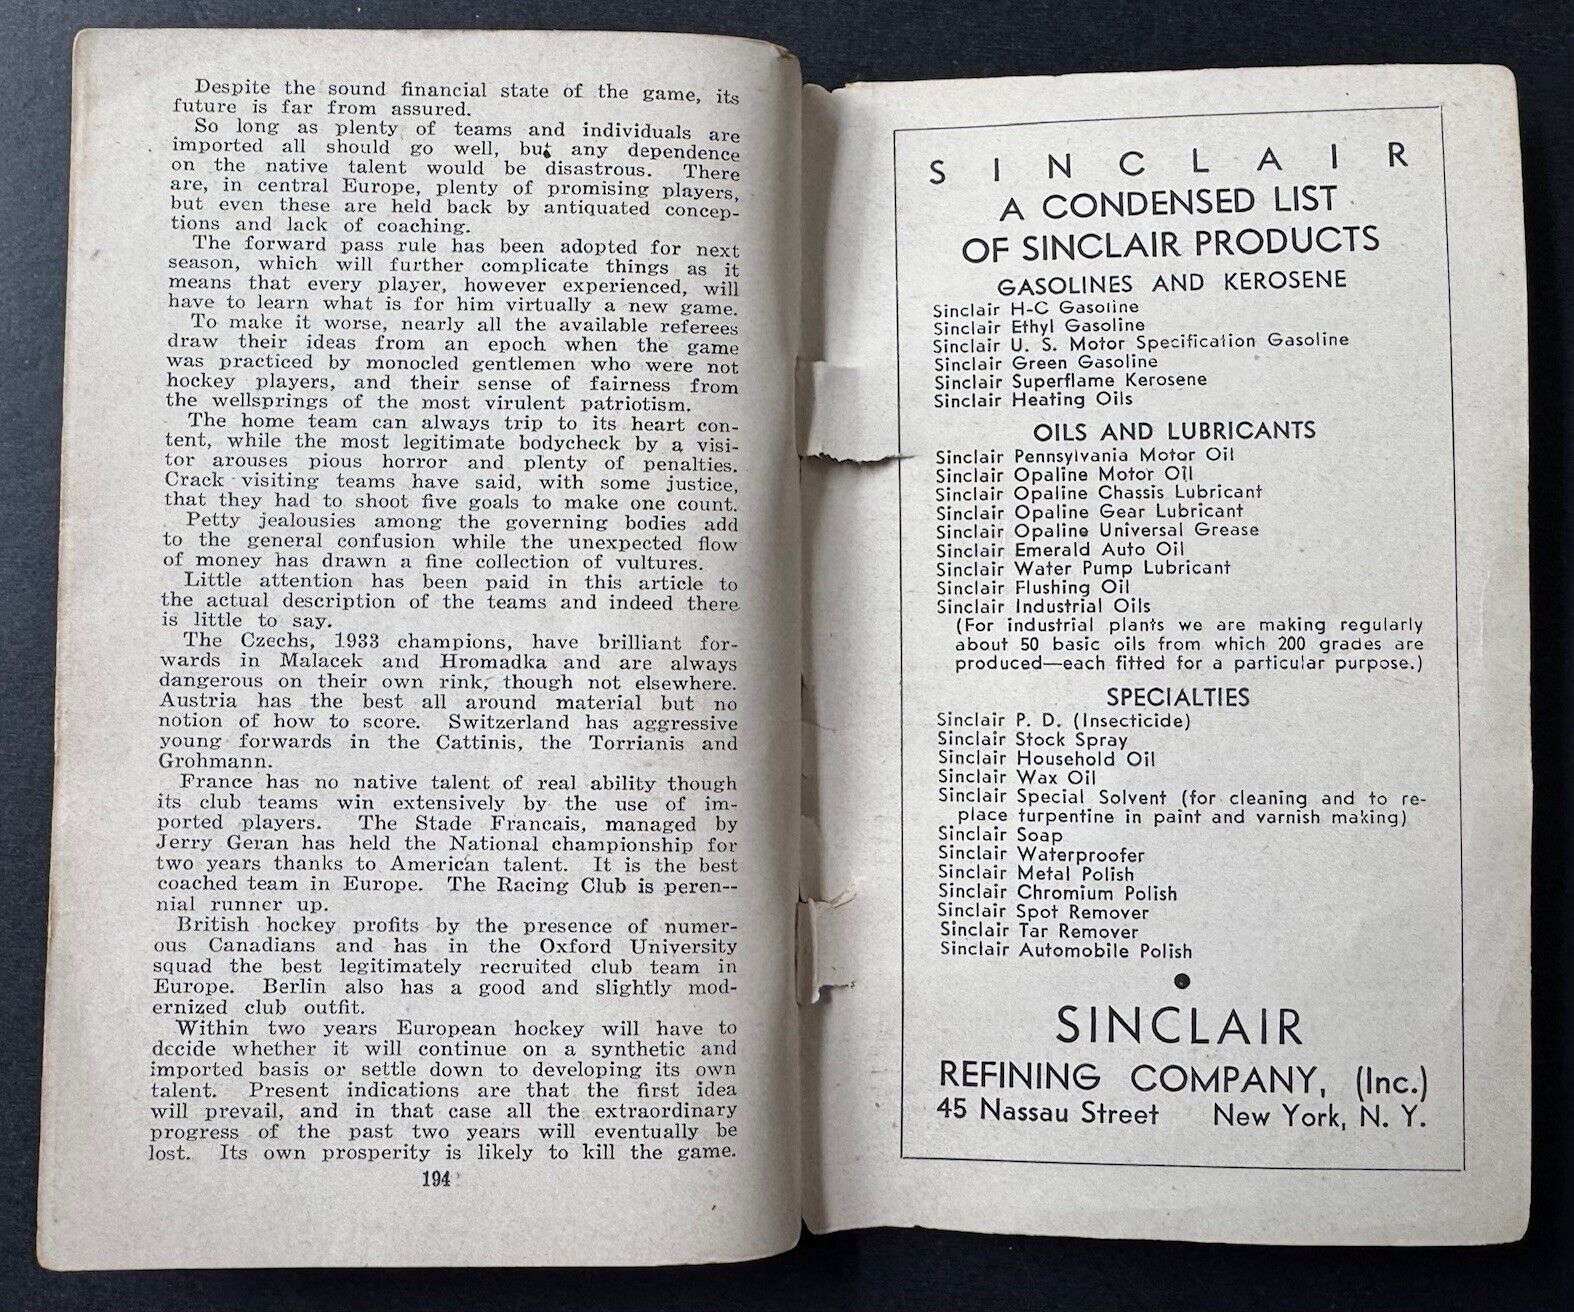 Despite the sound financial state of the game, its
future is far from assured.
So long as plenty of teams and individuals are
imported all should go well, but any dependence
on the native talent would be disastrous. There
are, in central Europe, plenty of promising players,
but even these are held back by antiquated concep-
tions and lack of coaching.
The forward pass rule has been adopted for next
season, which will further complicate things as it
means that every player, however experienced, will
have to learn what is for him virtually a new game.
To make it worse, nearly all the available referees
draw their ideas from an epoch when the game
was practiced by monocled gentlemen who were not
hockey players, and their sense of fairness from
the wellsprings of the most virulent patriotism.
The home team can always trip to its heart con-
tent, while the most legitimate bodycheck by a visi-
tor arouses pious horror and plenty of penalties.
Crack visiting teams have said, with some justice,
that they had to shoot five goals to make one count.
Petty jealousies among the governing bodies add
to the general confusion while the unexpected flow
of money has drawn a fine collection of vultures.
Little attention has been paid in this article to
the actual description of the teams and indeed there
is little to say.
The Czechs, 1933 champions, have brilliant for-
wards in Malacek and Hromadka and are always
dangerous on their own rink, though not elsewhere.
Austria has the best all around material but no
notion of how to score. Switzerland has aggressive
young forwards in the Cattinis, the Torrianis and
Grohmann.
France has no native talent of real ability though
its club teams win extensively by the use of im-
ported players. The Stade Francais, managed by
Jerry Geran has held the National championship for
two years thanks to American talent. It is the best
coached team in Europe. The Racing Club is peren--
nial runner up.
British hockey profits by the presence of numer-
ous Canadians and has in the Oxford University
squad the best legitimately recruited club team in
Europe. Berlin also has a good and slightly mod-
ernized club outfit.
Within two years European hockey will have to
decide whether it will continue on a synthetic and
imported basis or settle down to developing its own
talent. Present indications are that the first idea
will prevail, and in that case all the extraordinary
progress of the past two years will eventually be
lost. Its own prosperity is likely to kill the game.
194
SINCLAIR
A CONDENSED LIST
OF SINCLAIR PRODUCTS
GASOLINES AND KEROSENE
Sinclair H-C Gasoline
Sinclair Ethyl Gasoline
Sinclair U. S. Motor Specification Gasoline
Sinclair Green Gasoline
Sinclair Superflame Kerosene
Sinclair Heating Oils
OILS AND LUBRICANTS
Sinclair Pennsylvania Motor Oil
Sinclair Opaline Motor Oil
Sinclair Opaline Chassis Lubricant
Sinclair Opaline Gear Lubricant
Sinclair Opaline Universal Grease
Sinclair Emerald Auto Oil
Sinclair Water Pump Lubricant
Sinclair Flushing Oil
Sinclair Industrial Oils
(For industrial plants we are making regularly
about 50 basic oils from which 200 grades are
produced—each fitted for a particular purpose.)
SPECIALTIES
Sinclair P. D. (Insecticide)
Sinclair Stock Spray
Sinclair Household Oil
Sinclair Wax Oil
Sinclair Special Solvent (for cleaning and to re-
place turpentine in paint and varnish making)
Sinclair Soap
Sinclair Waterproofer
Sinclair Metal Polish
Sinclair Chromium Polish
Sinclair Spot Remover
Sinclair Tar Remover
Sinclair Automobile Polish
SINCLAIR
REFINING COMPANY, (Inc.)
45 Nassau Street New York, N. Y.